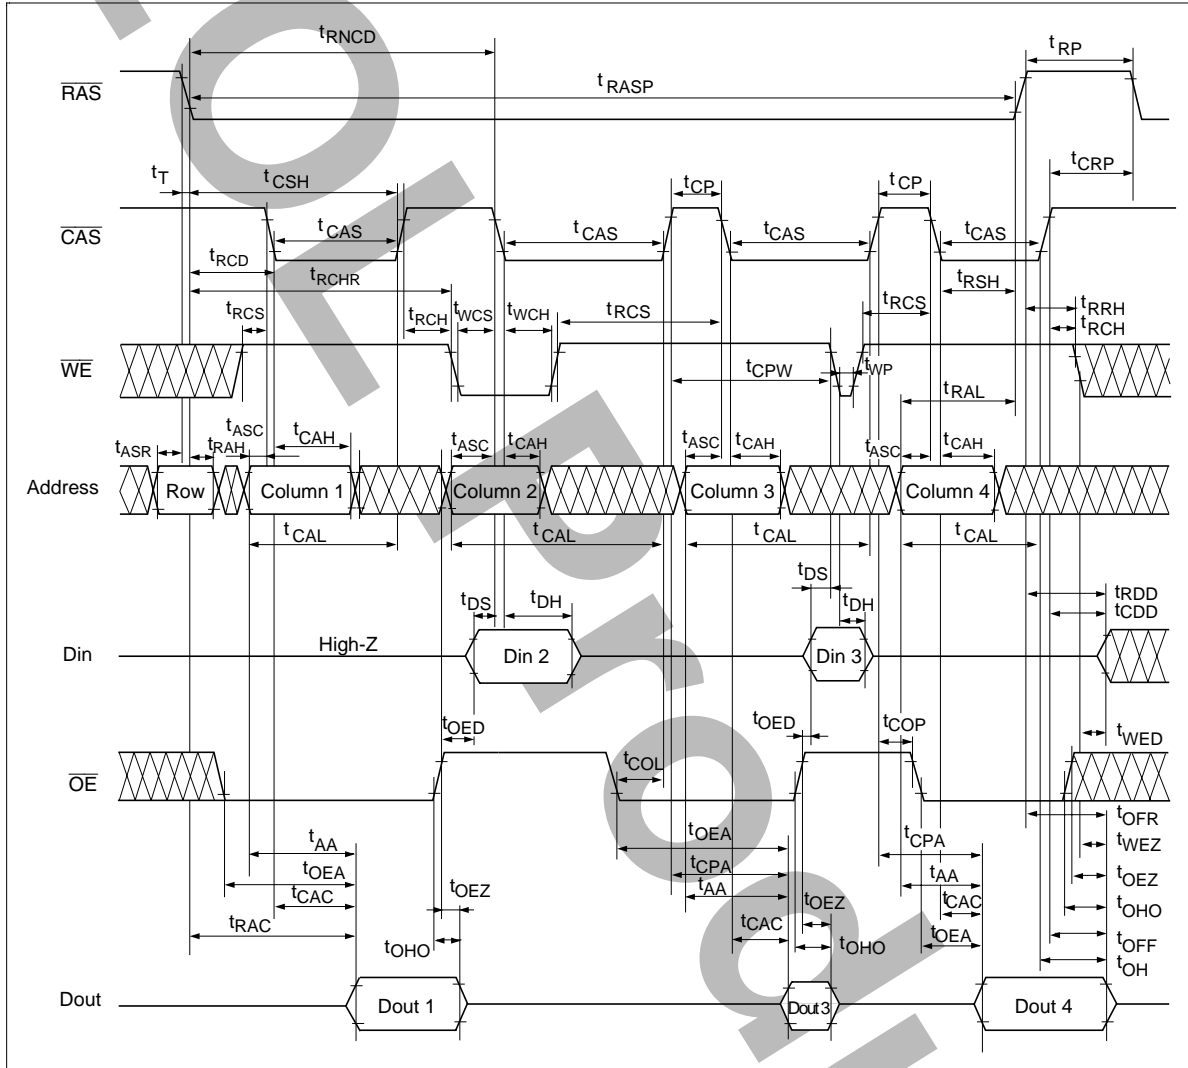 tRNCD
tRP
RAS
tRASP
tT
tCSH
tCP
tCP
tCRP
CAS
tCAS
tCAS
tCAS
tCAS
tRCD
tRCHR
tRSH
tRCS
tRCH
tWCS
tWCH
tRCS
tRCS
tRRH
tRCH
WE
tCPW
tWP
tRAL
tASR
tRAH
tASC
tCAH
tASC
tCAH
tASC
tCAH
tASC
tCAH
Address
Row
Column 1
Column 2
Column 3
Column 4
tCAL
tCAL
tCAL
tCAL
tDS
tDH
tDS
tDH
tRDD
tCDD
Din
High-Z
Din 2
Din 3
tOED
tOED
tCOP
tWED
OE
tCOL
tOFR
tAA
tOEA
tCPA
tWEZ
tOEA
tCPA
tAA
tOEZ
tCAC
tOEZ
tAA
tOEZ
tCAC
tOHO
tRAC
tOHO
tCAC
tOHO
tOEA
tOFF
tOH
Dout
Dout 1
Dout 3
Dout 4
OL Prod